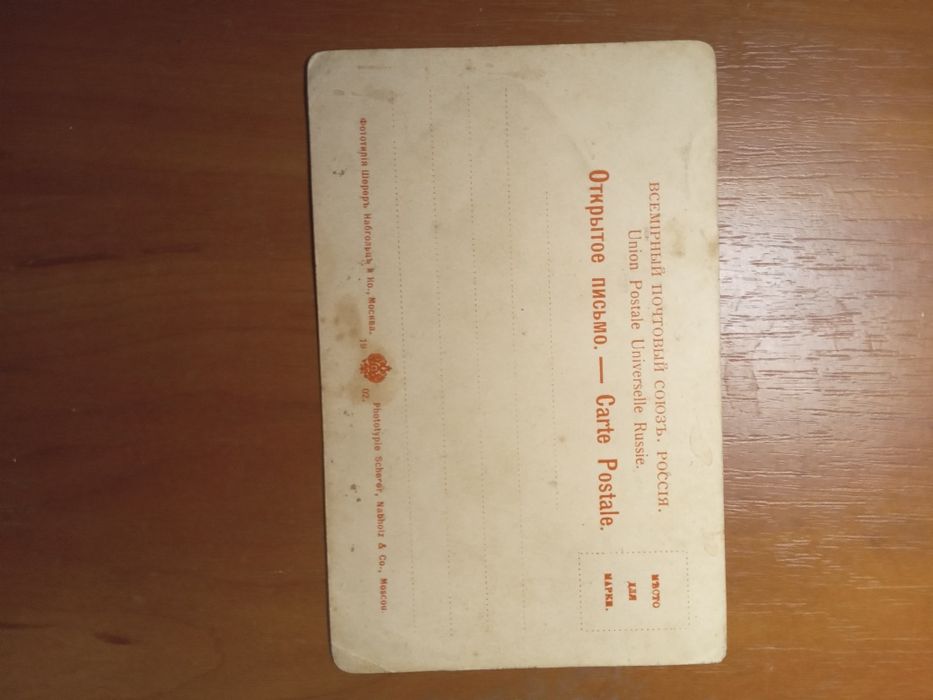 ВСЕМІРНЫЙ ПОЧТОВЫЙ СОЮЗЪ. РОССІЯ.
Union Postale Universelle Russie.
Открытое письмо. — Carte Postale.
МѢСТО
ДЛЯ
МАРКИ.
Фототипія Шереръ Набгольцъ и Ко., Москва. 19 02. Phototypie Scherer, Nabholz & Co., Moscou.